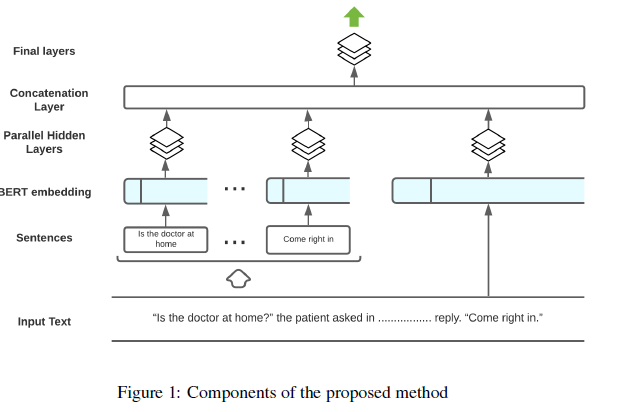 Final layers
Concatenation
Layer
Parallel Hidden
Layers
BERT embedding
...
Sentences
Is the doctor at
home
...
Come right in
Input Text
“Is the doctor at home?” the patient asked in ................. reply. “Come right in.”
Figure 1: Components of the proposed method